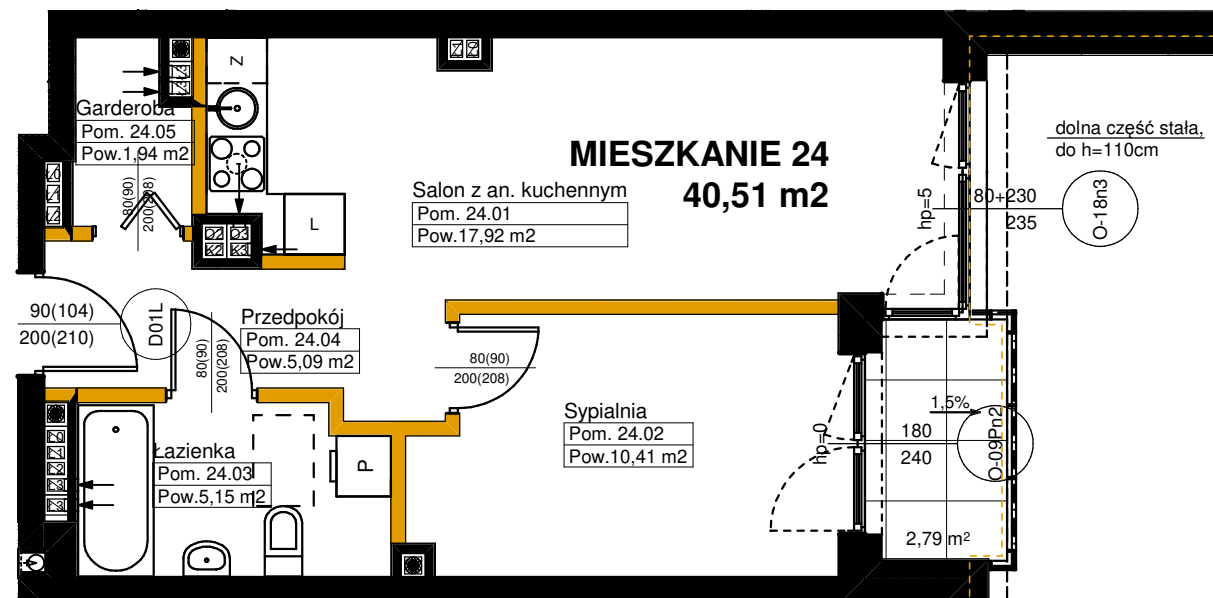 Garderoba
Pom. 24.05
Pow.1,94 m2
80(90)
200(208)
Z
L
MIESZKANIE 24
40,51 m2
Salon z an. kuchennym
Pom. 24.01
Pow.17,92 m2
dolna część stała,
do h=110cm
hp=5
80+230
235
O-18n3
90(104)
200(210)
D01L
Przedpokój
Pom. 24.04
Pow.5,09 m2
80(90)
200(208)
80(90)
200(208)
Sypialnia
Pom. 24.02
Pow.10,41 m2
Łazienka
Pom. 24.03
Pow.5,15 m2
P
hp=0
180
240
1,5%
O-09Pn2
2,79 m²